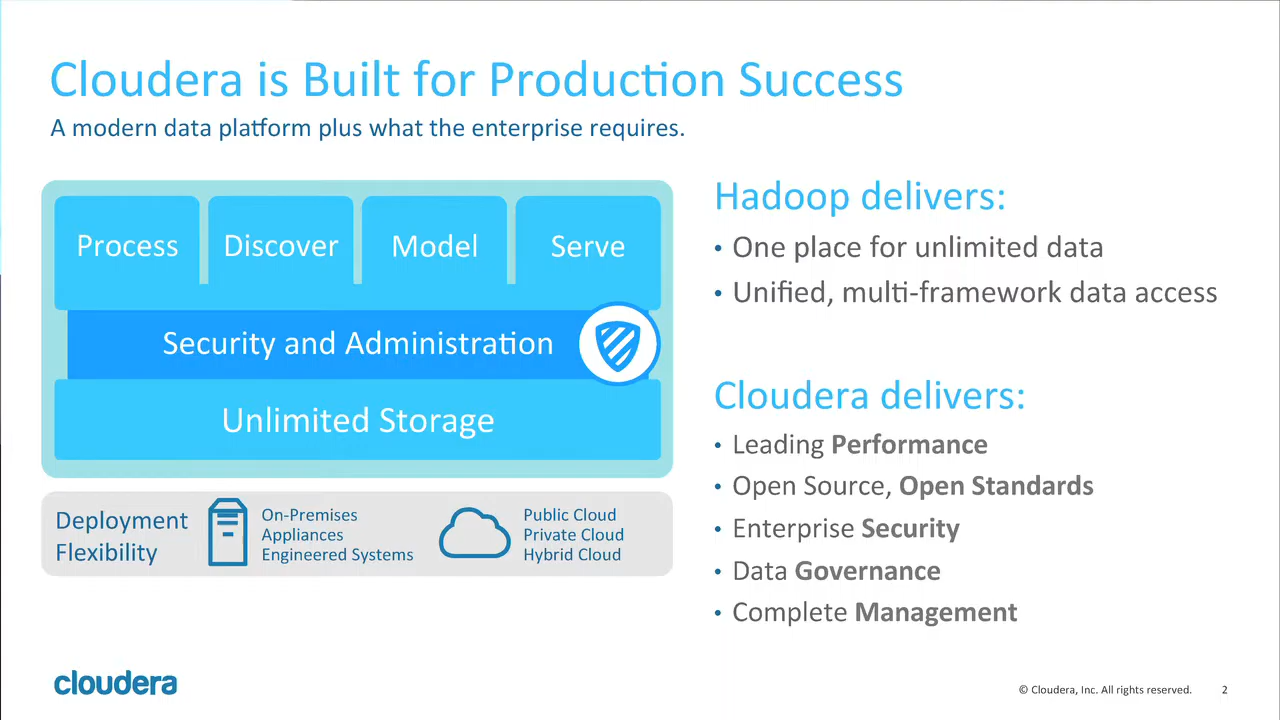 Cloudera is Built for Production Success
A modern data platform plus what the enterprise requires.
Process
Discover
Model
Serve
Security and Administration
Unlimited Storage
Deployment
Flexibility
On-Premises
Appliances
Engineered Systems
Public Cloud
Private Cloud
Hybrid Cloud
Hadoop delivers:
• One place for unlimited data
• Unified, multi-framework data access
Cloudera delivers:
• Leading Performance
• Open Source, Open Standards
• Enterprise Security
• Data Governance
• Complete Management
cloudera
© Cloudera, Inc. All rights reserved.
2